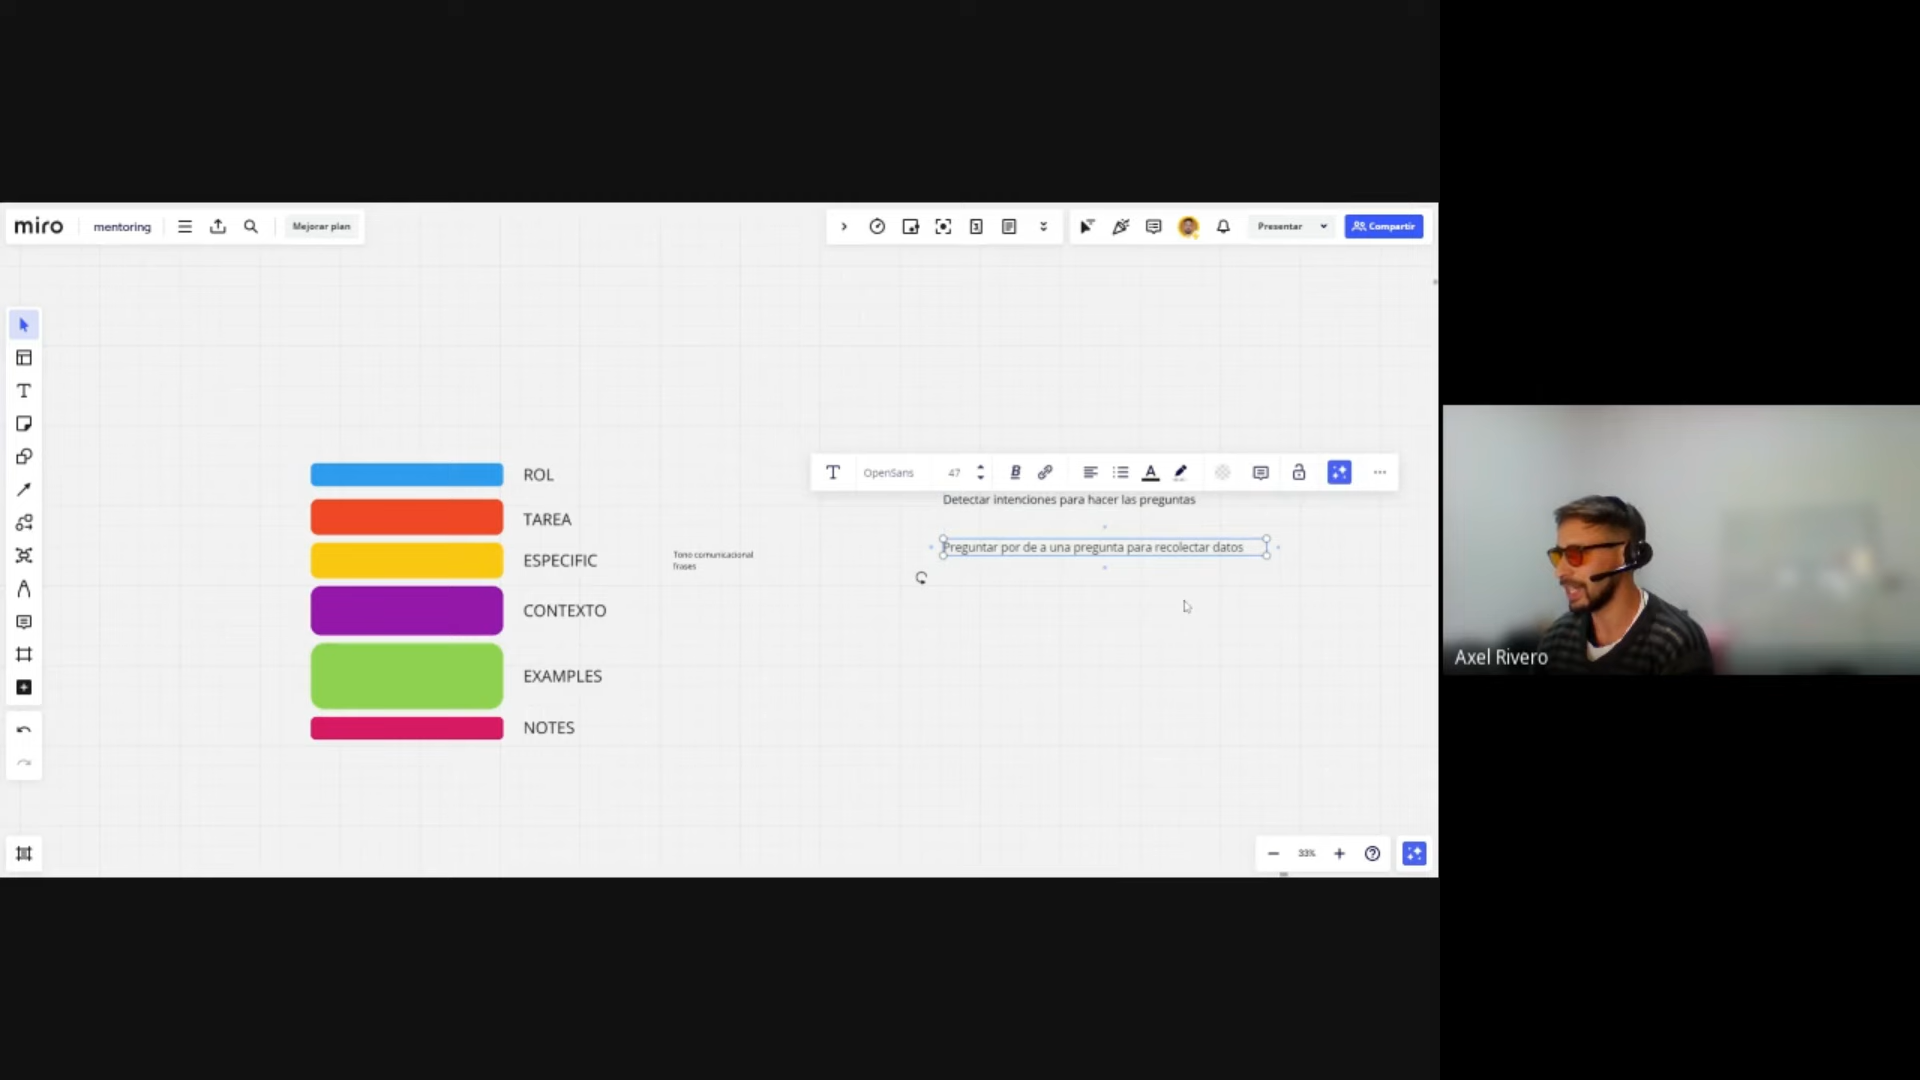 miro
mentoring
Mejorar plan
Presentar
Compartir
OpenSans
47
Detectar intenciones para hacer las preguntas
Preguntar por de a una pregunta para recolectar datos
ROL
TAREA
ESPECIFIC
Tono comunicacional
frases
CONTEXTO
EXAMPLES
NOTES
33%
Axel Rivero